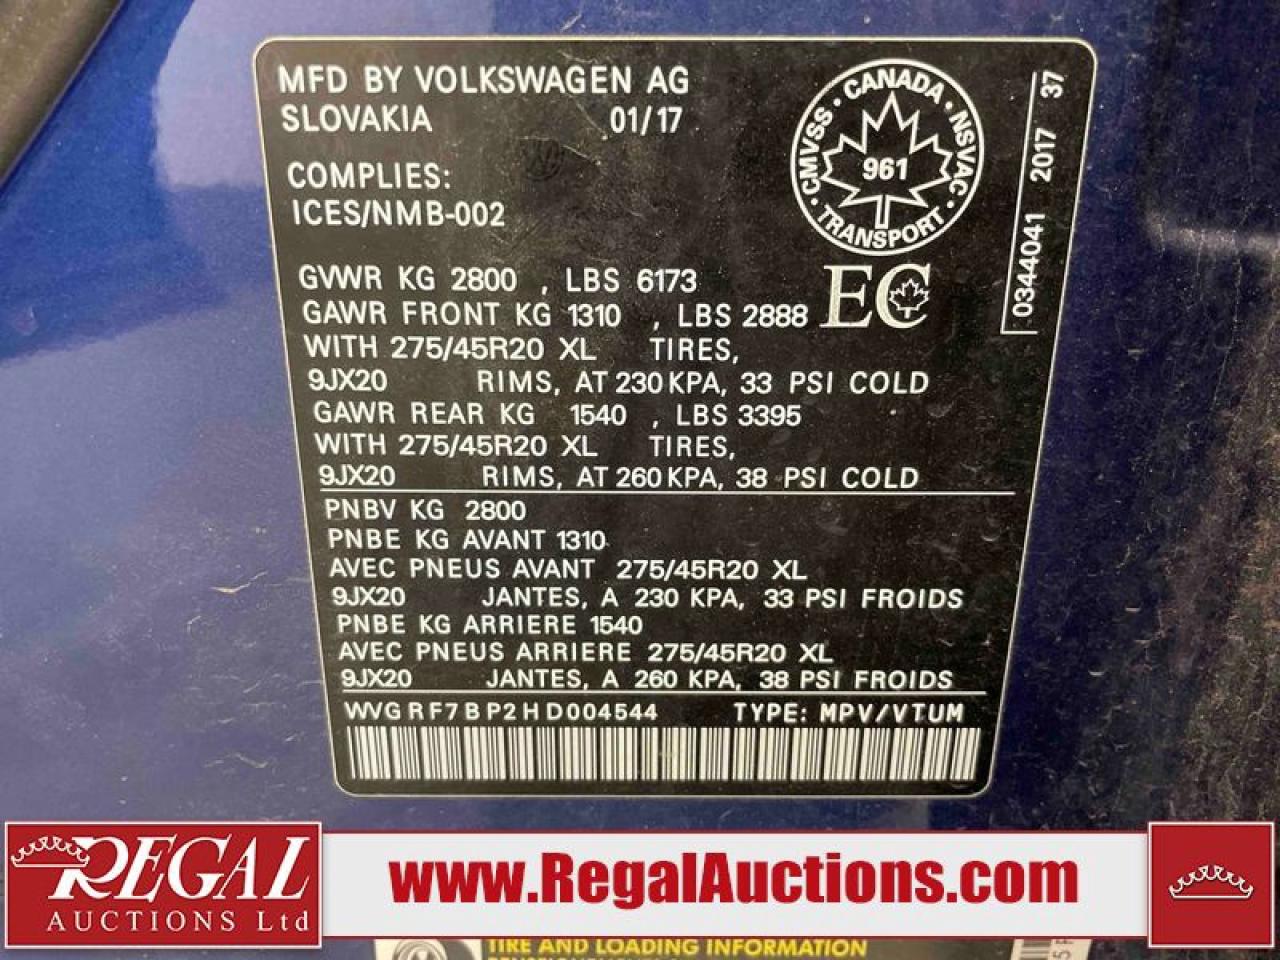 MFD BY VOLKSWAGEN AG
SLOVAKIA 01/17
COMPLIES:
ICES/NMB-002
CANADA · NSVAC · TRANSPORT · CMVSS ·
961
EC
0344041 2017 37
GVWR KG 2800 , LBS 6173
GAWR FRONT KG 1310 , LBS 2888
WITH 275/45R20 XL TIRES,
9JX20 RIMS, AT 230 KPA, 33 PSI COLD
GAWR REAR KG 1540 , LBS 3395
WITH 275/45R20 XL TIRES,
9JX20 RIMS, AT 260 KPA, 38 PSI COLD
PNBV KG 2800
PNBE KG AVANT 1310
AVEC PNEUS AVANT 275/45R20 XL
9JX20 JANTES, A 230 KPA, 33 PSI FROIDS
PNBE KG ARRIERE 1540
AVEC PNEUS ARRIERE 275/45R20 XL
9JX20 JANTES, A 260 KPA, 38 PSI FROIDS
WVGRF7BP2HD004544 TYPE: MPV/VTUM
REGAL
AUCTIONS Ltd
www.RegalAuctions.com
TIRE AND LOADING INFORMATION